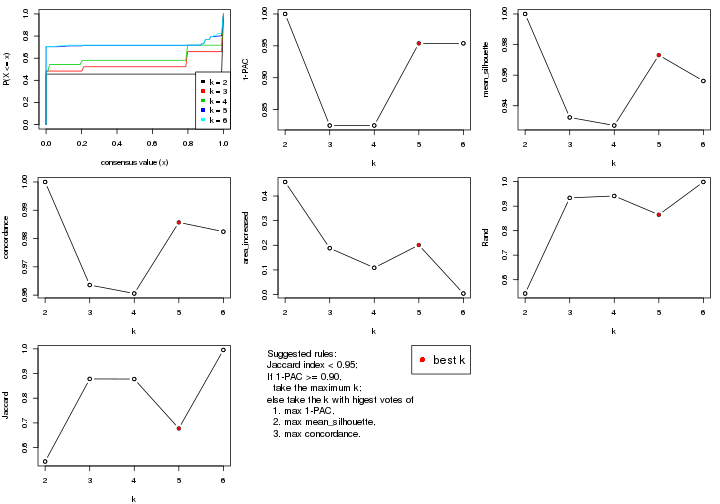 P(X <= x)
0.0 0.2 0.4 0.6 0.8 1.0
0.0 0.2 0.4 0.6 0.8 1.0
consensus value (x)
k = 2
k = 3
k = 4
k = 5
k = 6
1-PAC
0.85 0.90 0.95 1.00
2 3 4 5 6
k
mean_silhouette
0.94 0.96 0.98 1.00
2 3 4 5 6
k
concordance
0.96 0.97 0.98 0.99 1.00
2 3 4 5 6
k
area_increased
0.0 0.1 0.2 0.3 0.4
2 3 4 5 6
k
Rand
0.6 0.7 0.8 0.9 1.0
2 3 4 5 6
k
Jaccard
0.6 0.7 0.8 0.9 1.0
2 3 4 5 6
k
Suggested rules:
Jaccard index < 0.95;
If 1-PAC >= 0.90,
take the maximum k;
else take the k with higest votes of
1. max 1-PAC,
2. max mean_silhouette,
3. max concordance.
best k